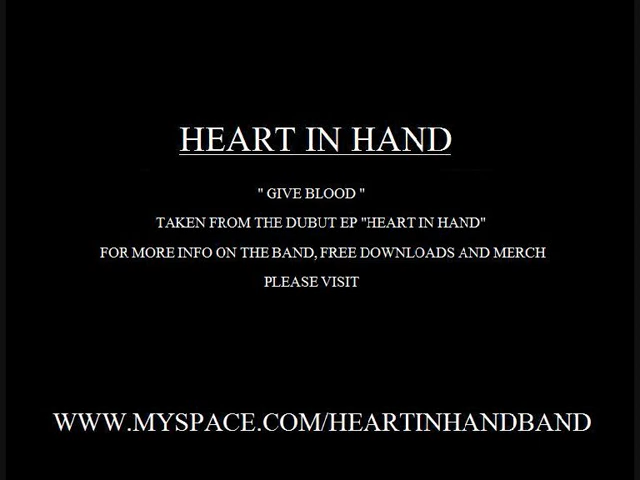 HEART IN HAND
" GIVE BLOOD "
TAKEN FROM THE DUBUT EP "HEART IN HAND"
FOR MORE INFO ON THE BAND, FREE DOWNLOADS AND MERCH
PLEASE VISIT
WWW.MYSPACE.COM/HEARTINHANDBAND